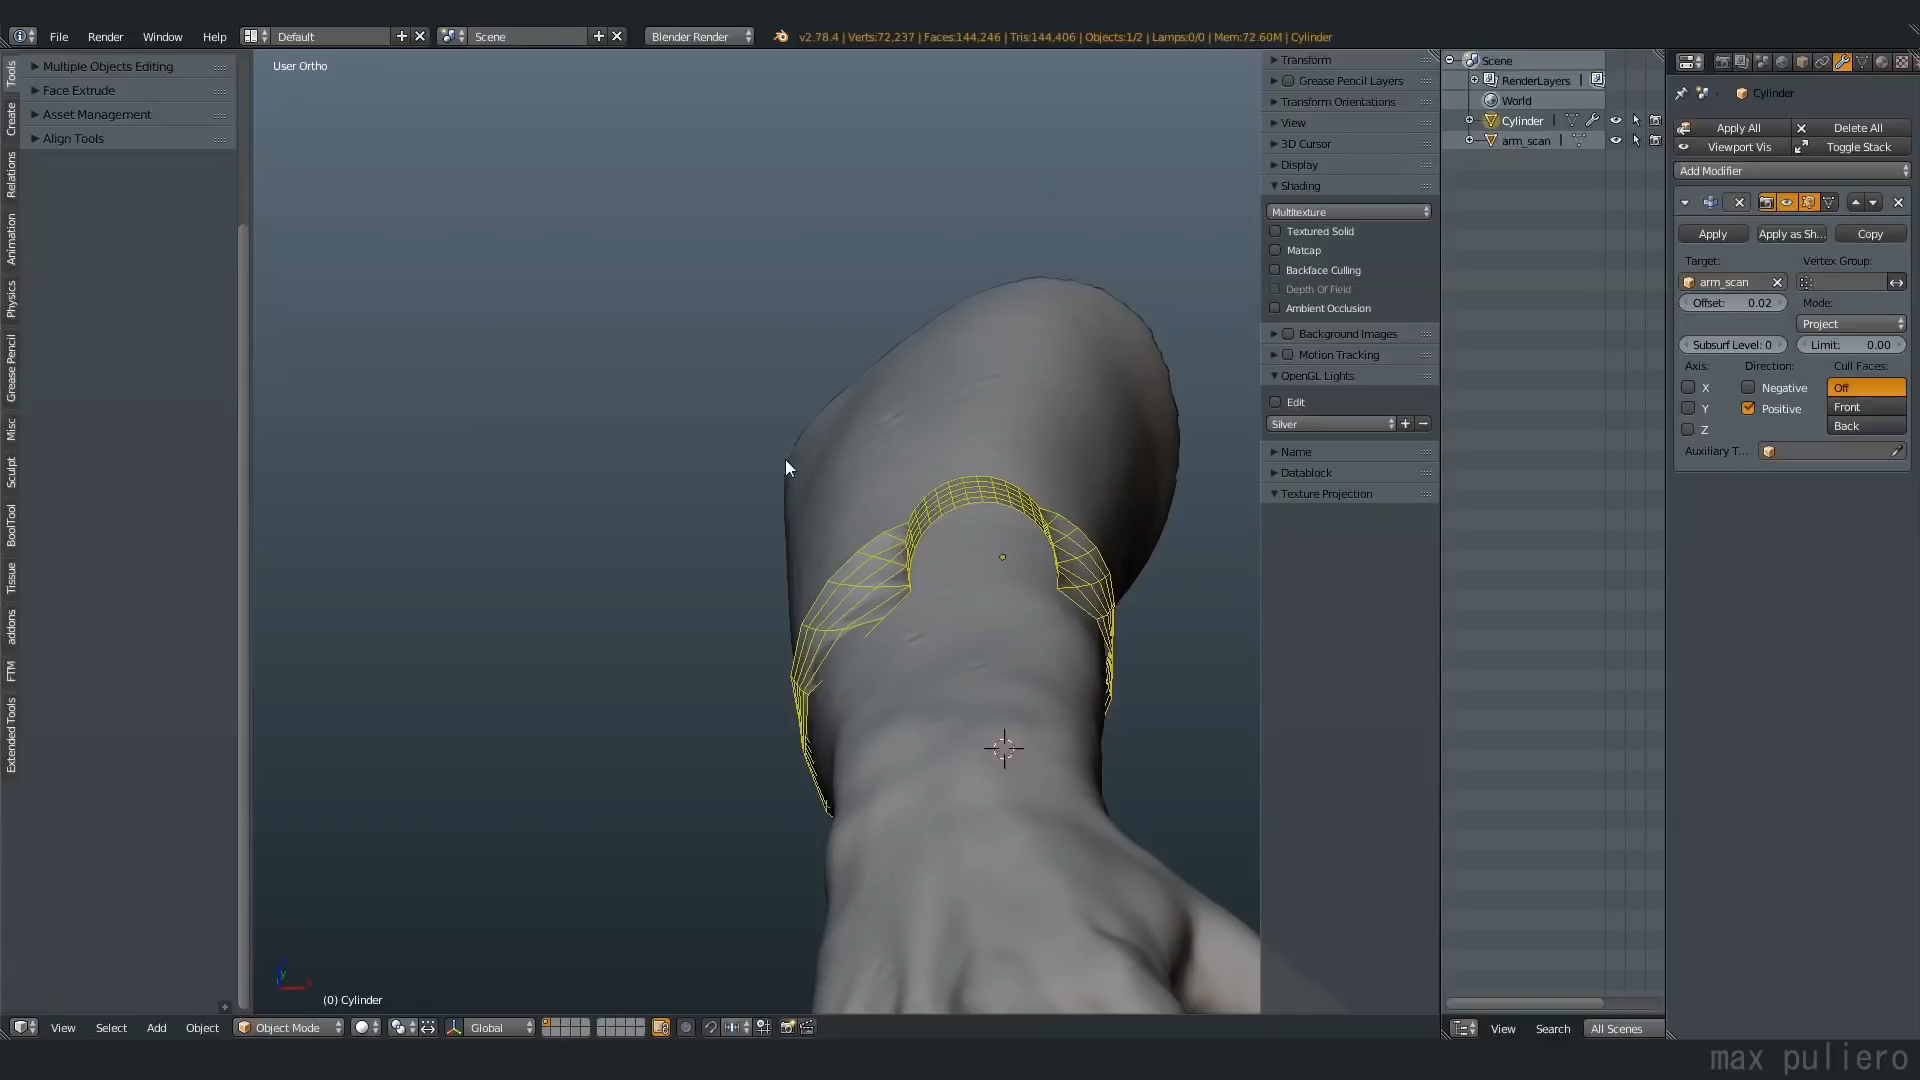 File Render Window Help Default Scene Blender Render v2.78.4 | Verts:72,237 | Faces:144,246 | Tris:144,406 | Objects:1/2 | Lamps:0/0 | Mem:72.60M | Cylinder
Tools
Create
Relations
Animation
Physics
Grease Pencil
Misc
Sculpt
BoolTool
Tissue
addons
FTM
Extended Tools
Multiple Objects Editing
Face Extrude
Asset Management
Align Tools
User Ortho
(0) Cylinder
Transform
Grease Pencil Layers
Transform Orientations
View
3D Cursor
Display
Shading
Multitexture
Textured Solid
Matcap
Backface Culling
Depth Of Field
Ambient Occlusion
Background Images
Motion Tracking
OpenGL Lights
Edit
Silver
Name
Datablock
Texture Projection
Scene
RenderLayers
World
Cylinder
arm_scan
Cylinder
Apply All Delete All
Viewport Vis Toggle Stack
Add Modifier
Apply Apply as Sh... Copy
Target: Vertex Group:
arm_scan
Offset: 0.02 Mode:
Project
Subsurf Level: 0 Limit: 0.00
Axis: Direction: Cull Faces:
X Negative Off
Y Positive Front
Z Back
Auxiliary T...
View Select Add Object Object Mode Global
View Search All Scenes
max puliero